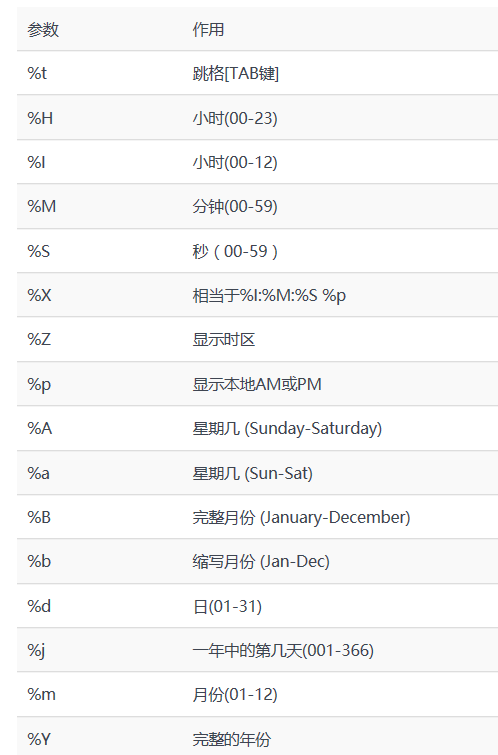 参数 作用
%t 跳格[TAB键]
%H 小时(00-23)
%I 小时(00-12)
%M 分钟(00-59)
%S 秒（00-59）
%X 相当于%I:%M:%S %p
%Z 显示时区
%p 显示本地AM或PM
%A 星期几 (Sunday-Saturday)
%a 星期几 (Sun-Sat)
%B 完整月份 (January-December)
%b 缩写月份 (Jan-Dec)
%d 日(01-31)
%j 一年中的第几天(001-366)
%m 月份(01-12)
%Y 完整的年份